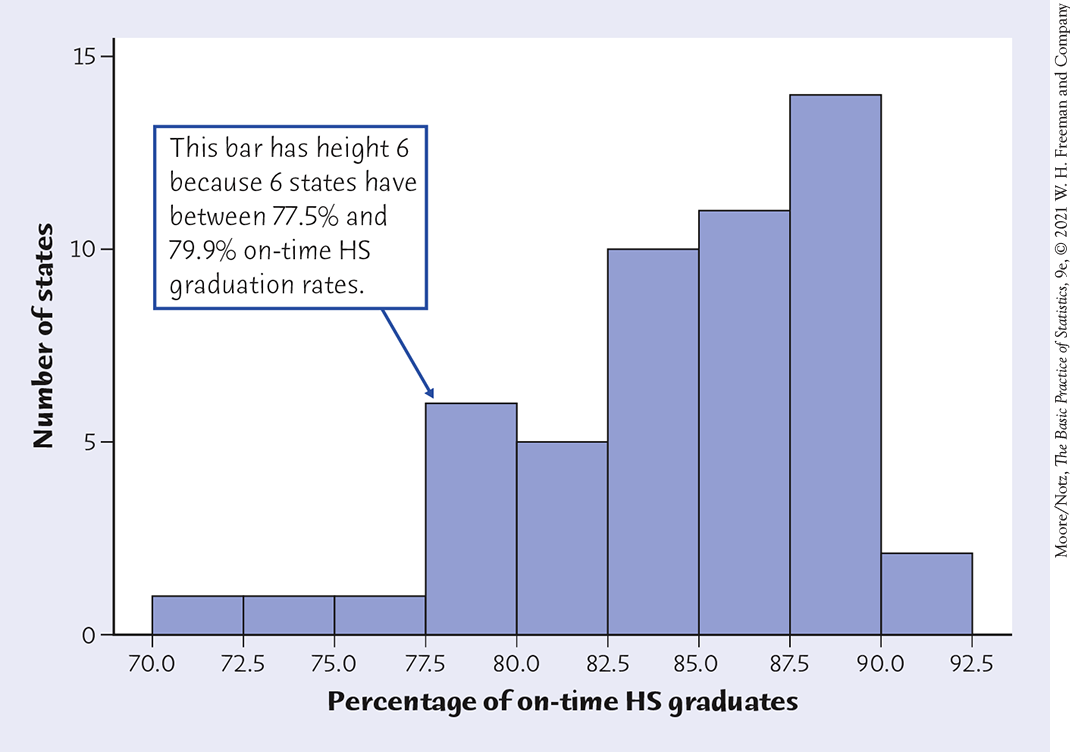 15
10
5
0
This bar has height 6
because 6 states have
between 77.5% and
79.9% on-time HS
graduation rates.
Number of states
70.0 72.5 75.0 77.5 80.0 82.5 85.0 87.5 90.0 92.5
Percentage of on-time HS graduates
Moore/Notz, The Basic Practice of Statistics, 9e, © 2021 W. H. Freeman and Company